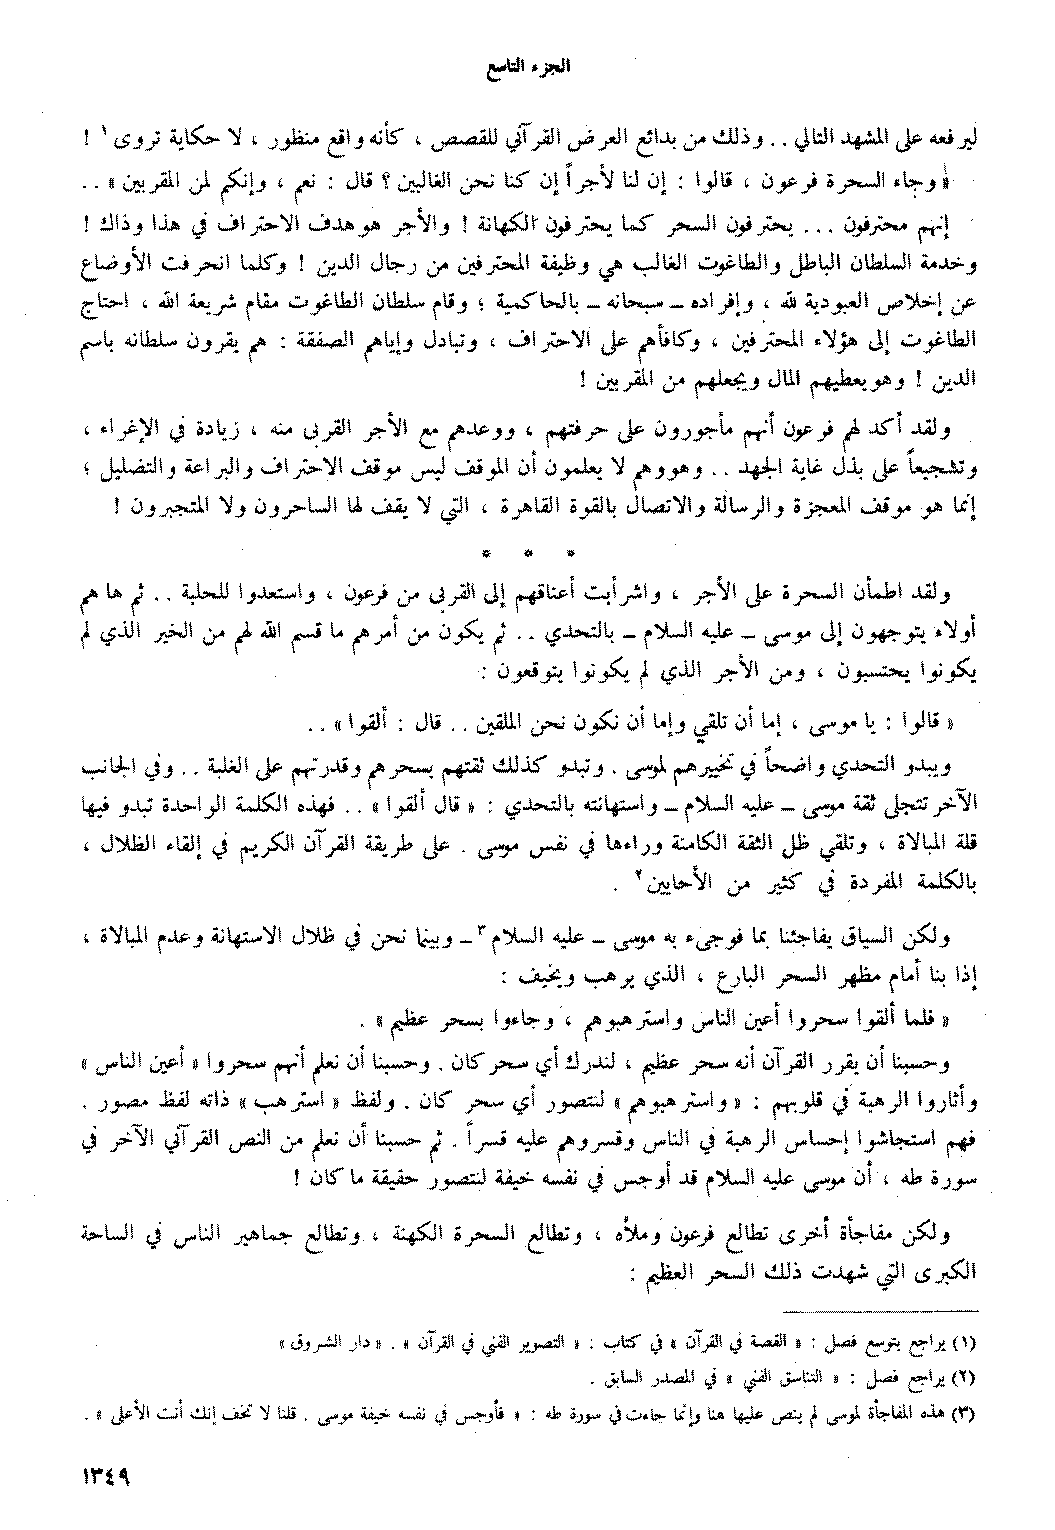 الجزء التاسع
ليرفعه على المشهد التالي .. وذلك من بدائع العرض القرآني للقصص ، كأنه واقع منظور ، لا حكاية تروى ١ !
« وجاء السحرة فرعون ، قالوا : إن لنا لأجراً إن كنا نحن الغالبين ؟ قال : نعم ، وإنكم لمن المقربين » ..
إنهم محترفون ... يحترفون السحر كما يحترفون الكهانة ! والأجر هو هدف الاحتراف في هذا وذاك !
وخدمة السلطان الباطل والطاغوت الغالب هي وظيفة المحترفين من رجال الدين ! وكلما انحرفت الأوضاع
عن إخلاص العبودية لله ، وإفراده – سبحانه – بالحاكمية ؛ وقام سلطان الطاغوت مقام شريعة الله ، احتاج
الطاغوت إلى هؤلاء المحترفين ، وكافأهم على الاحتراف ، وتبادل وإياهم الصفقة : هم يقرون سلطانه باسم
الدين ! وهو يعطيهم المال ويجعلهم من المقربين !
ولقد أكد لهم فرعون أنهم مأجورون على حرفتهم ، ووعدهم مع الأجر القربى منه ، زيادة في الإغراء ،
وتشجيعاً على بذل غاية الجهد .. وهو وهم لا يعلمون أن الموقف ليس موقف الاحتراف والبراعة والتضليل ؛
إنما هو موقف المعجزة والرسالة والاتصال بالقوة القاهرة ، التي لا يقف لها الساحرون ولا المتجبرون !
* * *
ولقد اطمأن السحرة على الأجر ، واشرأبت أعناقهم إلى القربى من فرعون ، واستعدوا للحلبة .. ثم ها هم
أولاء يتوجهون إلى موسى – عليه السلام – بالتحدي .. ثم يكون من أمرهم ما قسم الله لهم من الخير الذي لم
يكونوا يحتسبون ، ومن الأجر الذي لم يكونوا يتوقعون :
« قالوا : يا موسى ، إما أن تلقي وإما أن نكون نحن الملقين .. قال : ألقوا » ..
ويبدو التحدي واضحاً في تخييرهم لموسى . وتبدو كذلك ثقتهم بسحرهم وقدرتهم على الغلبة .. وفي الجانب
الآخر تتجلى ثقة موسى – عليه السلام – واستهانته بالتحدي : « قال ألقوا » .. فهذه الكلمة الواحدة تبدو فيها
قلة المبالاة ، وتلقي ظل الثقة الكامنة وراءها في نفس موسى . على طريقة القرآن الكريم في إلقاء الظلال ،
بالكلمة المفردة في كثير من الأحايين ٢ .
ولكن السياق يفاجئنا بما فوجىء به موسى – عليه السلام ٣ – وبينما نحن في ظلال الاستهانة وعدم المبالاة ،
إذا بنا أمام مظهر السحر البارع ، الذي يرهب ويخيف :
« فلما ألقوا سحروا أعين الناس واسترهبوهم ، وجاءوا بسحر عظيم » .
وحسبنا أن يقرر القرآن أنه سحر عظيم ، لندرك أي سحر كان . وحسبنا أن نعلم أنهم سحروا « أعين الناس »
وأثاروا الرهبة في قلوبهم : « واسترهبوهم » لنتصور أي سحر كان . ولفظ « استرهب » ذاته لفظ مصور .
فهم استجاشوا إحساس الرهبة في الناس وقسروهم عليه قسراً . ثم حسبنا أن نعلم من النص القرآني الآخر في
سورة طه ، أن موسى عليه السلام قد أوجس في نفسه خيفة لنتصور حقيقة ما كان !
ولكن مفاجأة أخرى تطالع فرعون وملأه ، وتطالع السحرة الكهنة ، وتطالع جماهير الناس في الساحة
الكبرى التي شهدت ذلك السحر العظيم :
(١) يراجع بتوسع فصل : « القصة في القرآن » في كتاب : « التصوير الفني في القرآن » . « دار الشروق »
(٢) يراجع فصل : « التناسق الفني » في المصدر السابق .
(٣) هذه المفاجأة لموسى لم ينص عليها هنا وإنما جاءت في سورة طه : « فأوجس في نفسه خيفة موسى . قلنا لا تخف إنك أنت الأعلى » .
١٣٤٩